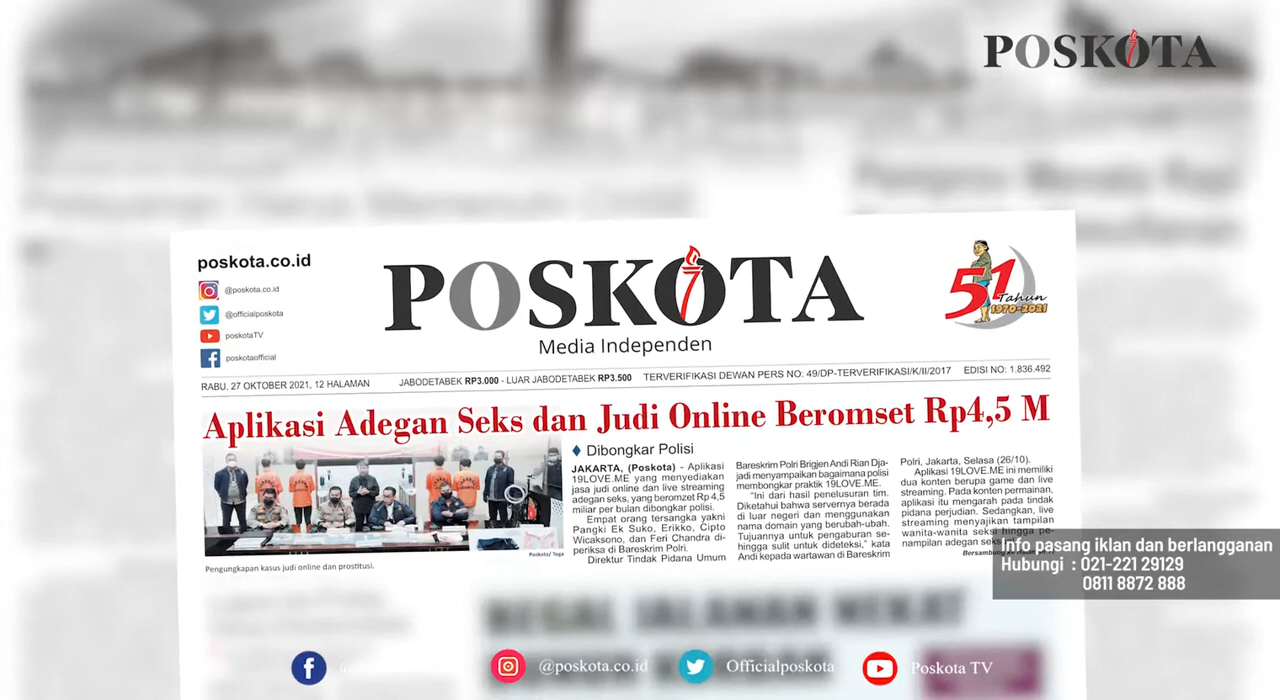 POSKOTA
poskota.co.id
@poskota.co.id
@officialposkota
poskotaTV
poskotaofficial
POSKOTA
Media Independen
51
Tahun
1970-2021
RABU, 27 OKTOBER 2021, 12 HALAMAN
JABODETABEK RP3.000 - LUAR JABODETABEK RP3.500
TERVERIFIKASI DEWAN PERS NO: 49/DP-TERVERIFIKASI/K/II/2017
EDISI NO: 1.836.492
Aplikasi Adegan Seks dan Judi Online Beromset Rp4,5 M
Poskota/ Toga
Pengungkapan kasus judi online dan prostitusi.
Dibongkar Polisi
JAKARTA, (Poskota) - Aplikasi
19LOVE.ME yang menyediakan
jasa judi online dan live streaming
adegan seks, yang beromzet Rp 4,5
miliar per bulan dibongkar polisi.
Empat orang tersangka yakni
Pangki Ek Suko, Erikko, Cipto
Wicaksono, dan Feri Chandra di-
periksa di Bareskrim Polri.
Direktur Tindak Pidana Umum
Bareskrim Polri Brigjen Andi Rian Dja-
jadi menyampaikan bagaimana polisi
membongkar praktik 19LOVE.ME.
"Ini dari hasil penelusuran tim.
Diketahui bahwa servernya berada
di luar negeri dan menggunakan
nama domain yang berubah-ubah.
Tujuannya untuk pengaburan se-
hingga sulit untuk dideteksi," kata
Andi kepada wartawan di Bareskrim
Polri, Jakarta, Selasa (26/10).
Aplikasi 19LOVE.ME ini memiliki
dua konten berupa game dan live
streaming. Pada konten permainan,
aplikasi itu mengarah pada tindak
pidana perjudian. Sedangkan, live
streaming menyajikan tampilan
wanita-wanita seksi hingga pe-
nampilan adegan seks
Bersambung ke
Info pasang iklan dan berlangganan
Hubungi : 021-221 29129
0811 8872 888
@poskota.co.id
Officialposkota
Poskota TV